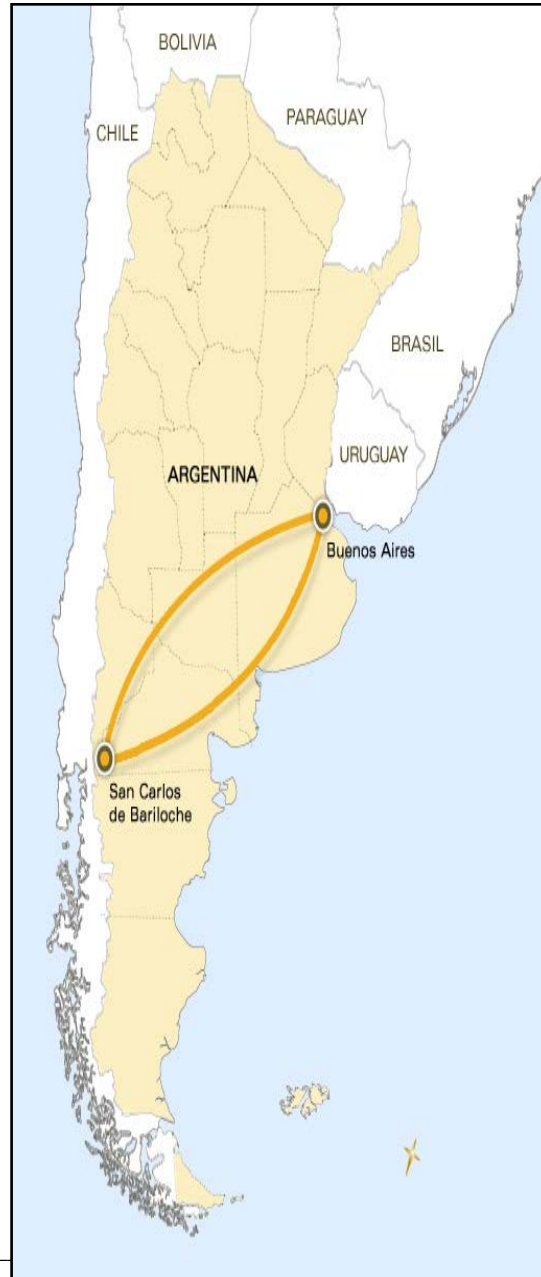 BOLIVIA
PARAGUAY
CHILE
BRASIL
URUGUAY
ARGENTINA
Buenos Aires
San Carlos
de Bariloche